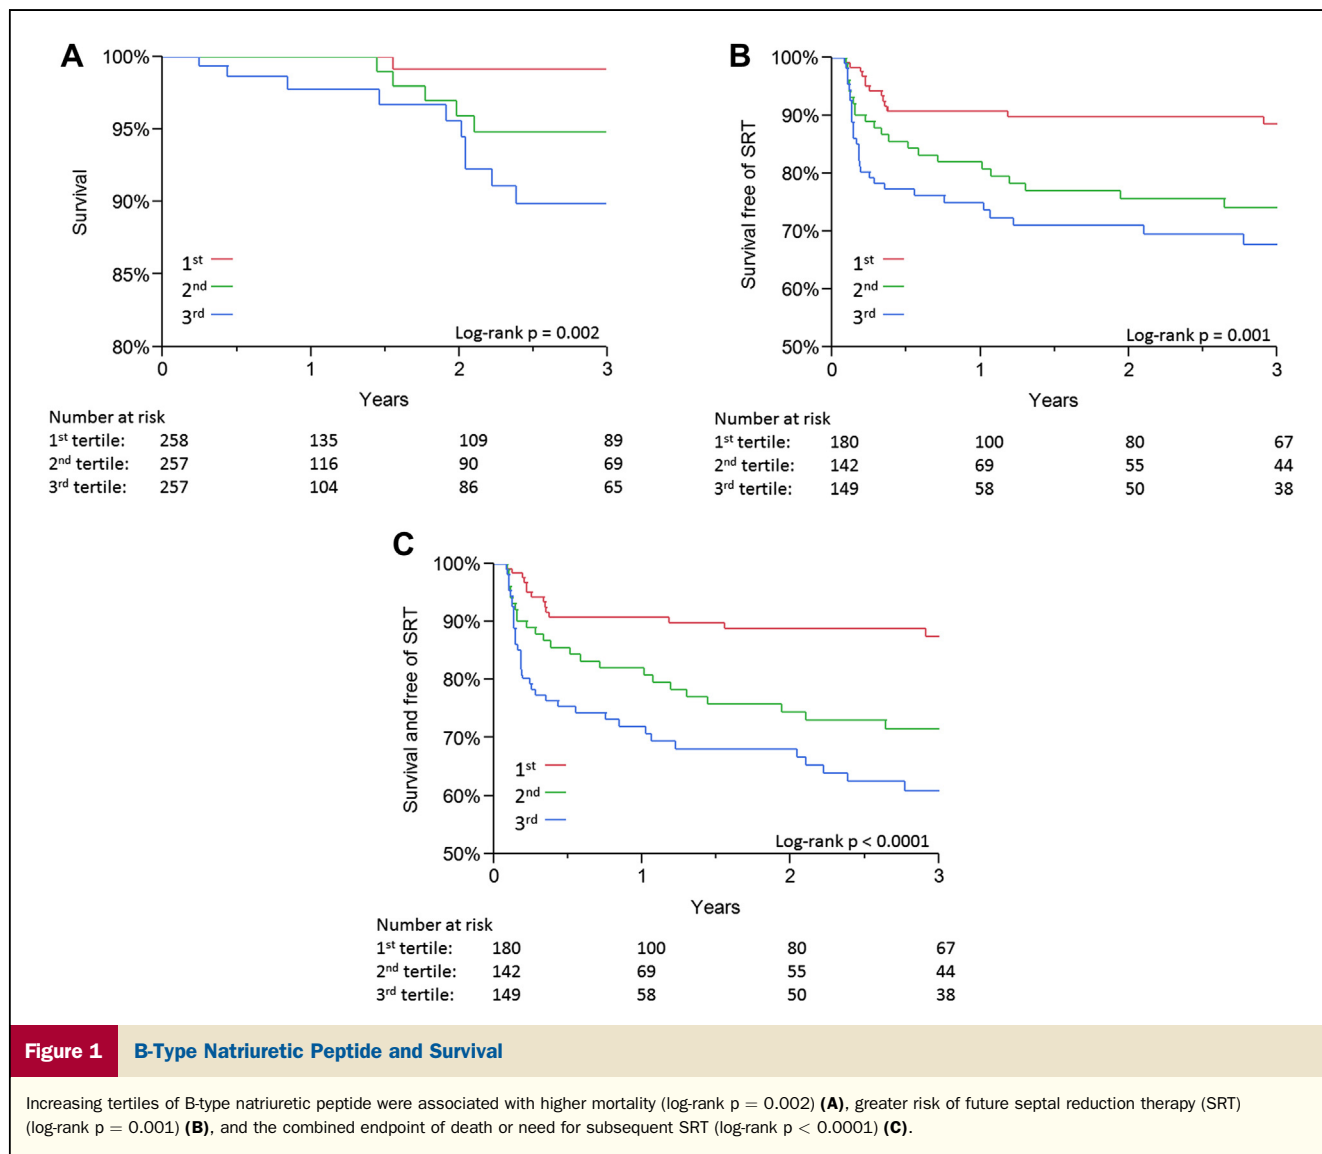 A
100%
95%
90%
85%
80%
Survival
1st
2nd
3rd
Log-rank p = 0.002
0 1 2 3
Years
Number at risk
1st tertile: 258 135 109 89
2nd tertile: 257 116 90 69
3rd tertile: 257 104 86 65
B
100%
90%
80%
70%
60%
50%
Survival free of SRT
1st
2nd
3rd
Log-rank p = 0.001
0 1 2 3
Years
Number at risk
1st tertile: 180 100 80 67
2nd tertile: 142 69 55 44
3rd tertile: 149 58 50 38
C
100%
90%
80%
70%
60%
50%
Survival and free of SRT
1st
2nd
3rd
Log-rank p < 0.0001
0 1 2 3
Years
Number at risk
1st tertile: 180 100 80 67
2nd tertile: 142 69 55 44
3rd tertile: 149 58 50 38
Figure 1 B-Type Natriuretic Peptide and Survival
Increasing tertiles of B-type natriuretic peptide were associated with higher mortality (log-rank p = 0.002) (A), greater risk of future septal reduction therapy (SRT)
(log-rank p = 0.001) (B), and the combined endpoint of death or need for subsequent SRT (log-rank p < 0.0001) (C).